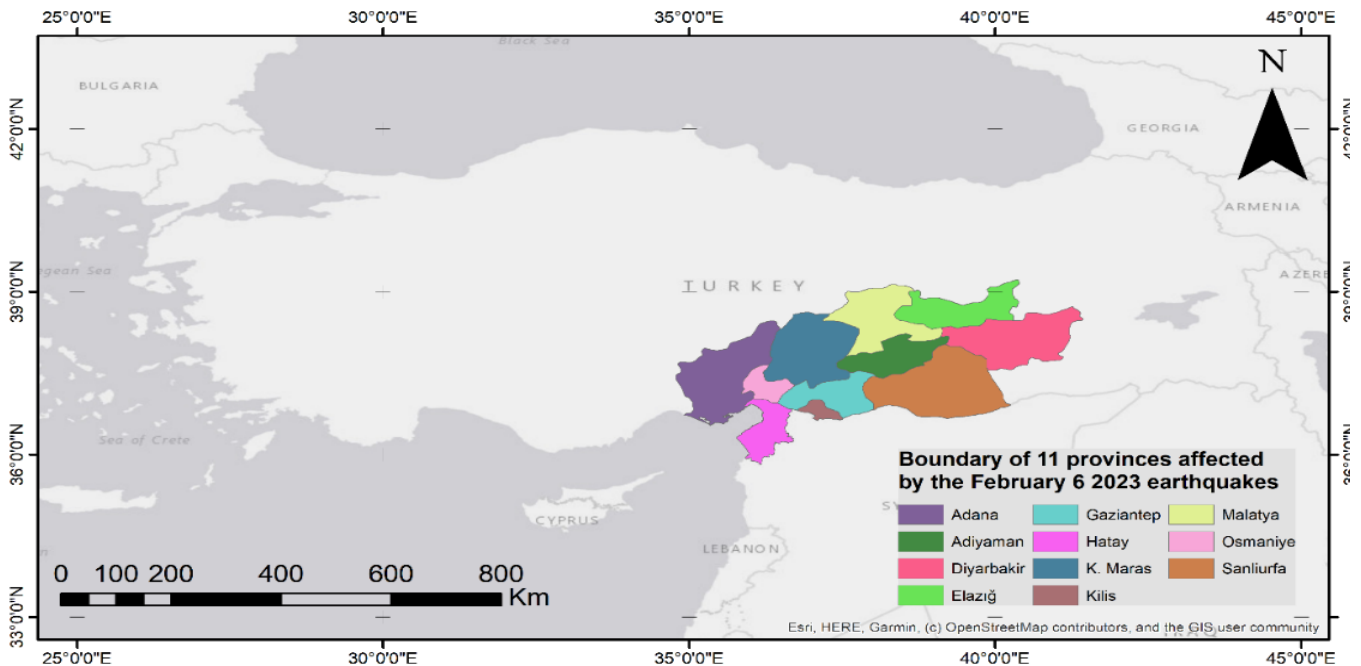 25°0'0"E 30°0'0"E 35°0'0"E 40°0'0"E 45°0'0"E
Black Sea
BULGARIA
N
42°0'0"N 42°0'0"N
GEORGIA
ARMENIA
egean Sea
AZERE
39°0'0"N 39°0'0"N
TURKEY
Sea of Crete
36°0'0"N 36°0'0"N
CYPRUS
LEBANON
SY
Boundary of 11 provinces affected
by the February 6 2023 earthquakes
Adana Gaziantep Malatya
Adiyaman Hatay Osmaniye
Diyarbakir K. Maras Sanliurfa
Elazığ Kilis
0 100 200 400 600 800
Km
33°0'0"N
Esri, HERE, Garmin, (c) OpenStreetMap contributors, and the GIS user community
IRAQ
25°0'0"E 30°0'0"E 35°0'0"E 40°0'0"E 45°0'0"E